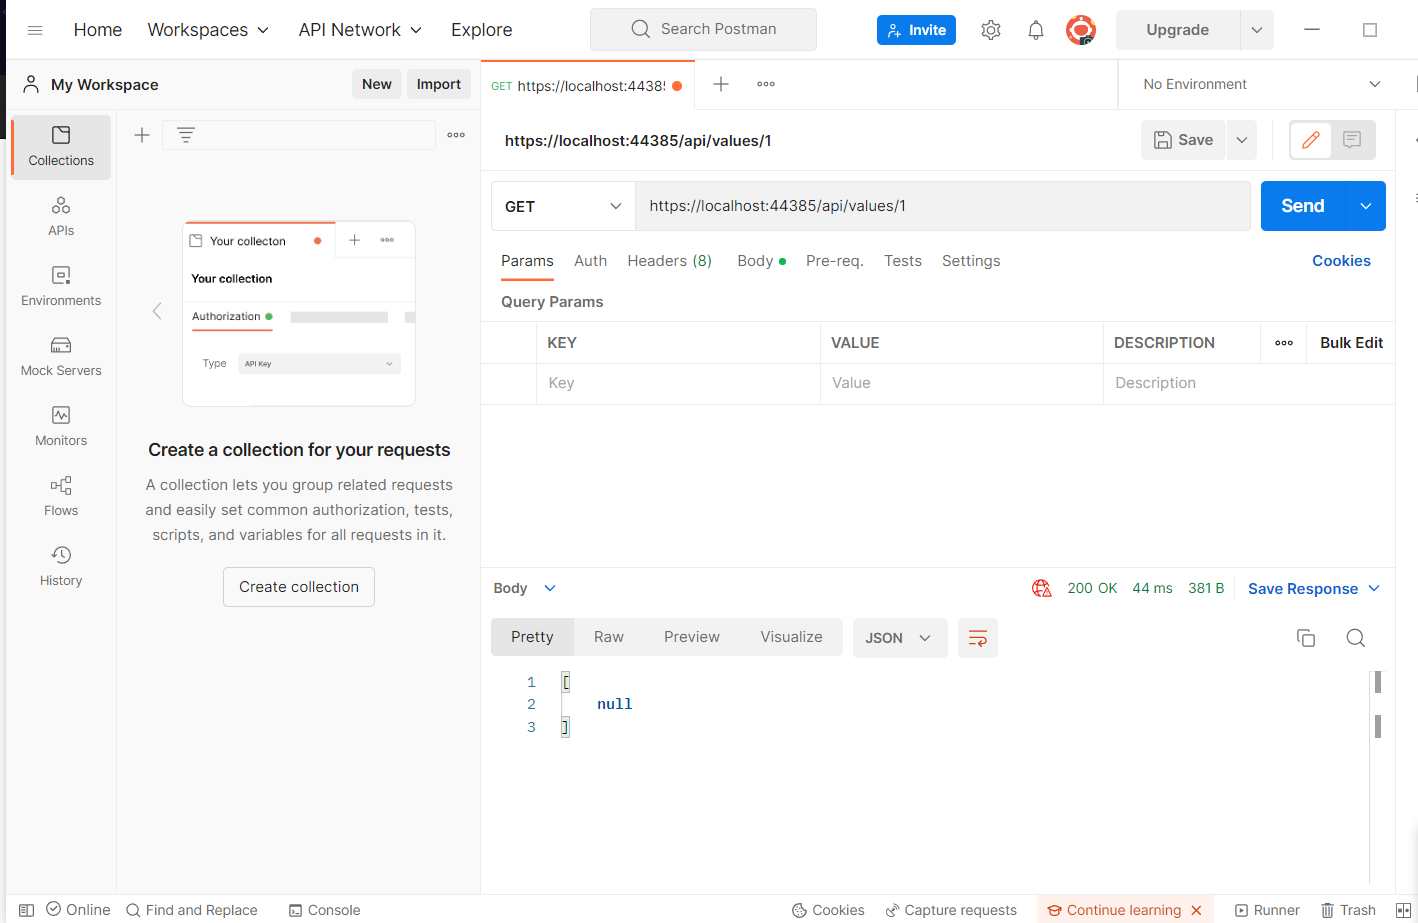 Home
Workspaces
API Network
Explore
Search Postman
Invite
Upgrade
My Workspace
New
Import
GET https://localhost:4438
No Environment
Collections
APIs
Environments
Mock Servers
Monitors
Flows
History
Your collecton
Your collection
Authorization
Type
API Key
Create a collection for your requests
A collection lets you group related requests
and easily set common authorization, tests,
scripts, and variables for all requests in it.
Create collection
https://localhost:44385/api/values/1
Save
GET
https://localhost:44385/api/values/1
Send
Params
Auth
Headers (8)
Body
Pre-req.
Tests
Settings
Cookies
Query Params
KEY
VALUE
DESCRIPTION
Bulk Edit
Key
Value
Description
Body
200 OK
44 ms
381 B
Save Response
Pretty
Raw
Preview
Visualize
JSON
1 [
2 null
3 ]
Online
Find and Replace
Console
Cookies
Capture requests
Continue learning
Runner
Trash